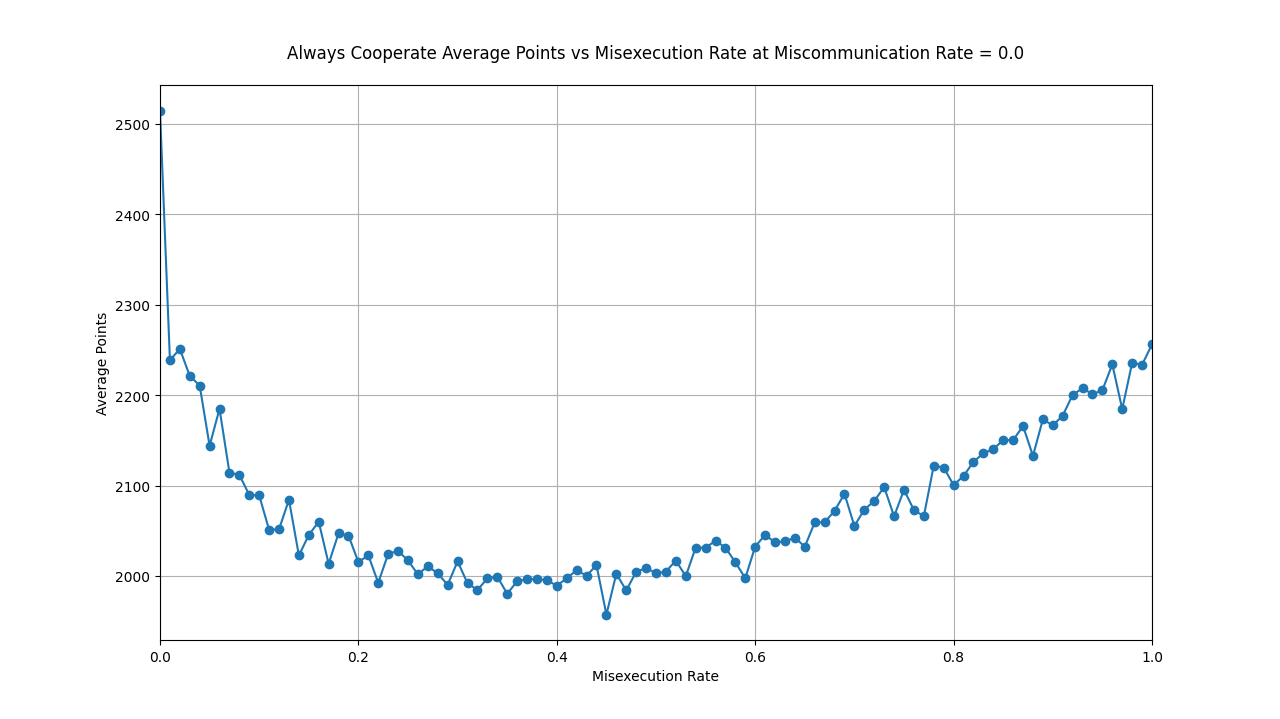 Always Cooperate Average Points vs Misexecution Rate at Miscommunication Rate = 0.0
2500
2400
2300
2200
2100
2000
Average Points
0.0 0.2 0.4 0.6 0.8 1.0
Misexecution Rate